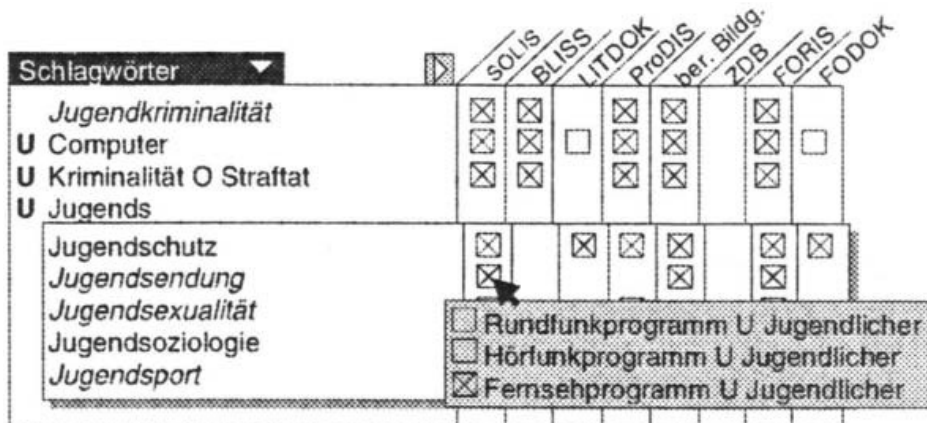 SOLIS BLISS LITDOK ProDIS ber. Bildg. ZDB FORIS FODOK
Schlagwörter
Jugendkriminalität
U Computer
U Kriminalität O Straftat
U Jugends
Jugendschutz
Jugendsendung
Jugendsexualität
Jugendsoziologie
Jugendsport
Rundfunkprogramm U Jugendlicher
Hörfunkprogramm U Jugendlicher
Fernsehprogramm U Jugendlicher